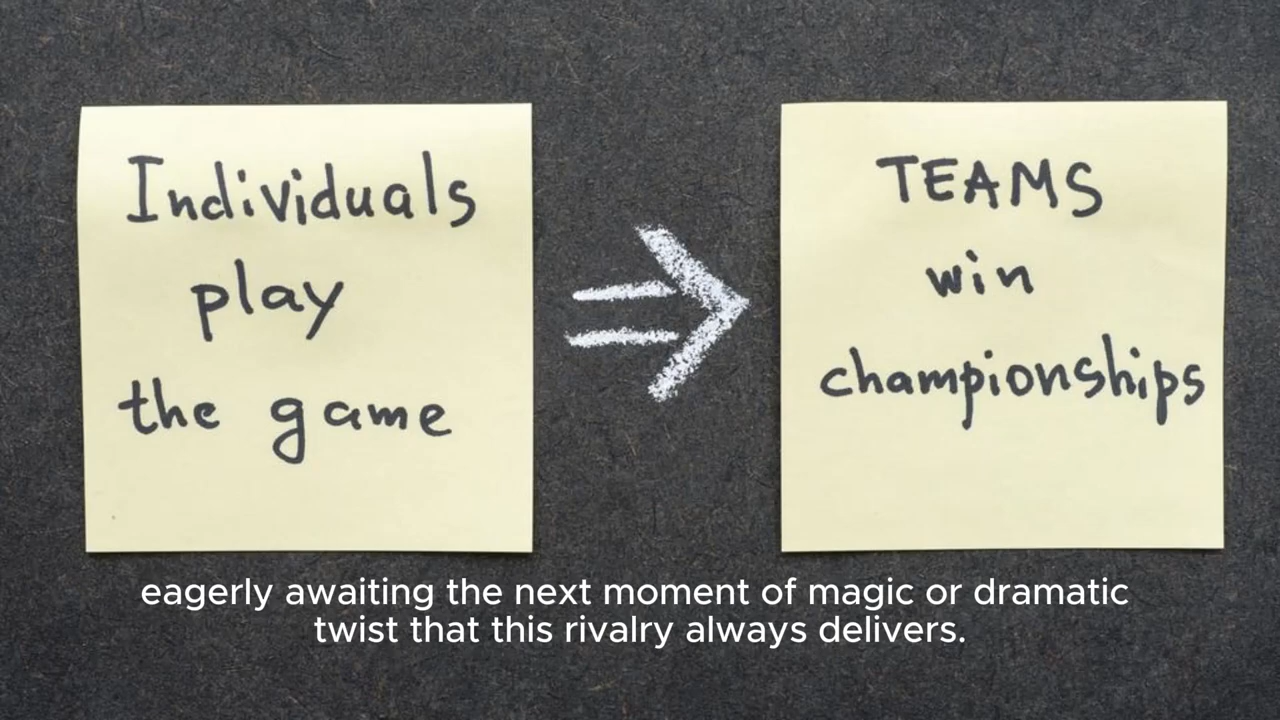 Individuals
play
the game
TEAMS
win
championships
eagerly awaiting the next moment of magic or dramatic
twist that this rivalry always delivers.